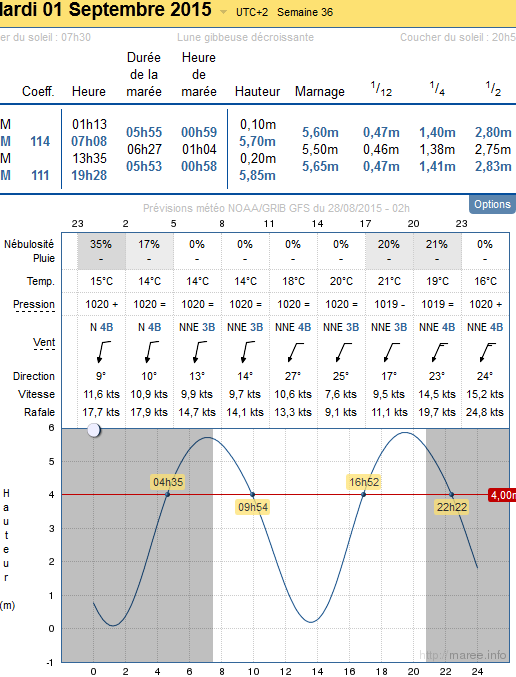 ardi 01 Septembre 2015 UTC+2 Semaine 36
er du soleil : 07h30 Lune gibbeuse décroissante Coucher du soleil : 20h5
Coeff. Heure Durée de la marée Heure de marée Hauteur Marnage 1/12 1/4 1/2
M 01h13 0,10m
M 114 07h08 05h55 00h59 5,70m 5,60m 0,47m 1,40m 2,80m
M 13h35 06h27 01h04 0,20m 5,50m 0,46m 1,38m 2,75m
M 111 19h28 05h53 00h58 5,85m 5,65m 0,47m 1,41m 2,83m
Options
Prévisions météo NOAA/GRIB GFS du 28/08/2015 - 02h
23 2 5 8 11 14 17 20 23
Nébulosité 35% 17% 0% 0% 0% 0% 20% 21% 0%
Pluie - - - - - - - - -
Temp. 15°C 14°C 14°C 14°C 18°C 20°C 21°C 19°C 16°C
Pression 1020 + 1020 = 1020 = 1020 = 1020 = 1020 = 1019 - 1019 = 1020 +
Vent N 4B N 4B NNE 3B NNE 3B NNE 4B NNE 3B NNE 3B NNE 4B NNE 4B
Direction 9° 10° 13° 14° 27° 25° 17° 23° 24°
Vitesse 11,6 kts 10,9 kts 9,9 kts 9,7 kts 10,6 kts 7,6 kts 9,5 kts 14,5 kts 15,2 kts
Rafale 17,7 kts 17,9 kts 14,7 kts 14,1 kts 13,3 kts 9,1 kts 11,1 kts 19,7 kts 24,8 kts
6
5
04h35 16h52
4 4,00m
09h54 22h22
3
2
1
0
-1
Hauteur
(m)
http://maree.info
0 2 4 6 8 10 12 14 16 18 20 22 24